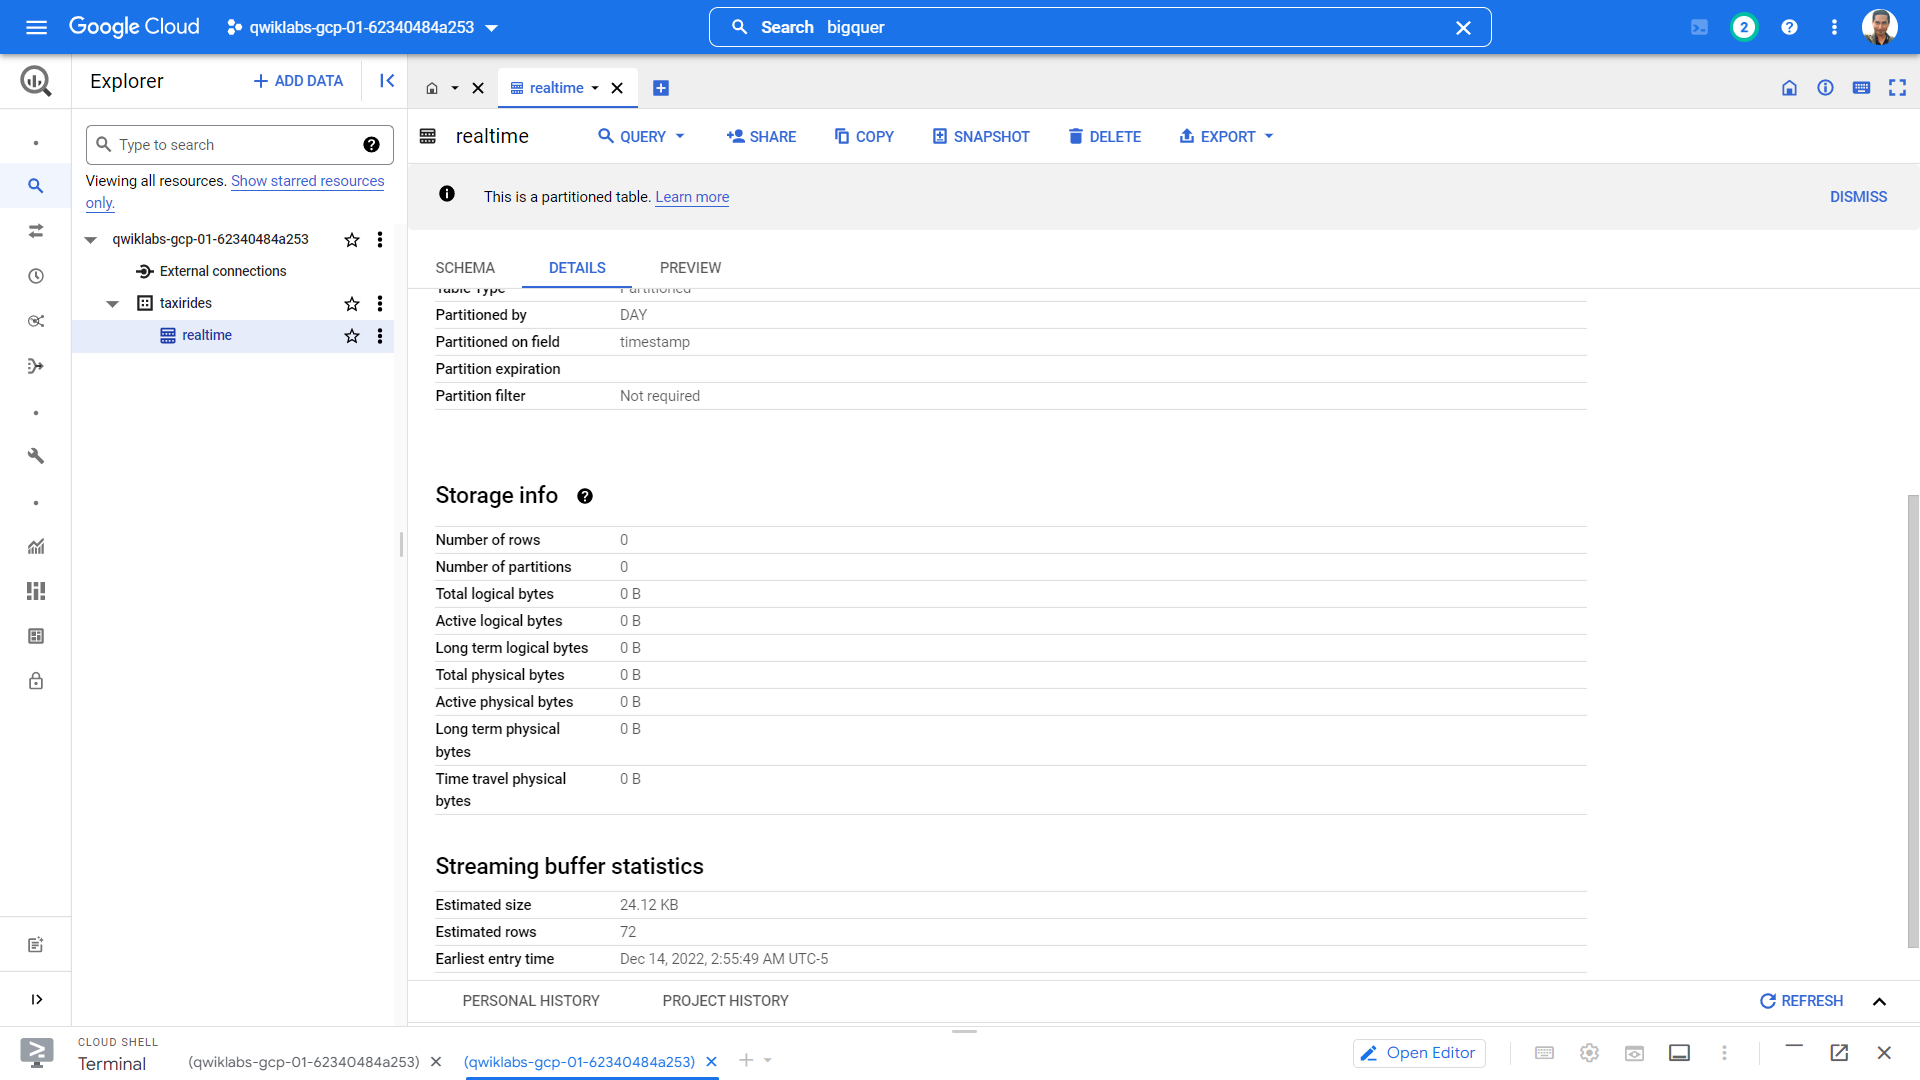 Google Cloud
qwiklabs-gcp-01-62340484a253
Search bigquer
2
Explorer
ADD DATA
realtime
Type to search
Viewing all resources. Show starred resources
only.
qwiklabs-gcp-01-62340484a253
External connections
taxirides
realtime
realtime
QUERY
SHARE
COPY
SNAPSHOT
DELETE
EXPORT
This is a partitioned table. Learn more
DISMISS
SCHEMA
DETAILS
PREVIEW
Table Type Partitioned
Partitioned by DAY
Partitioned on field timestamp
Partition expiration
Partition filter Not required
Storage info
Number of rows 0
Number of partitions 0
Total logical bytes 0 B
Active logical bytes 0 B
Long term logical bytes 0 B
Total physical bytes 0 B
Active physical bytes 0 B
Long term physical 0 B
bytes
Time travel physical 0 B
bytes
Streaming buffer statistics
Estimated size 24.12 KB
Estimated rows 72
Earliest entry time Dec 14, 2022, 2:55:49 AM UTC-5
PERSONAL HISTORY
PROJECT HISTORY
REFRESH
CLOUD SHELL
Terminal
(qwiklabs-gcp-01-62340484a253)
(qwiklabs-gcp-01-62340484a253)
Open Editor